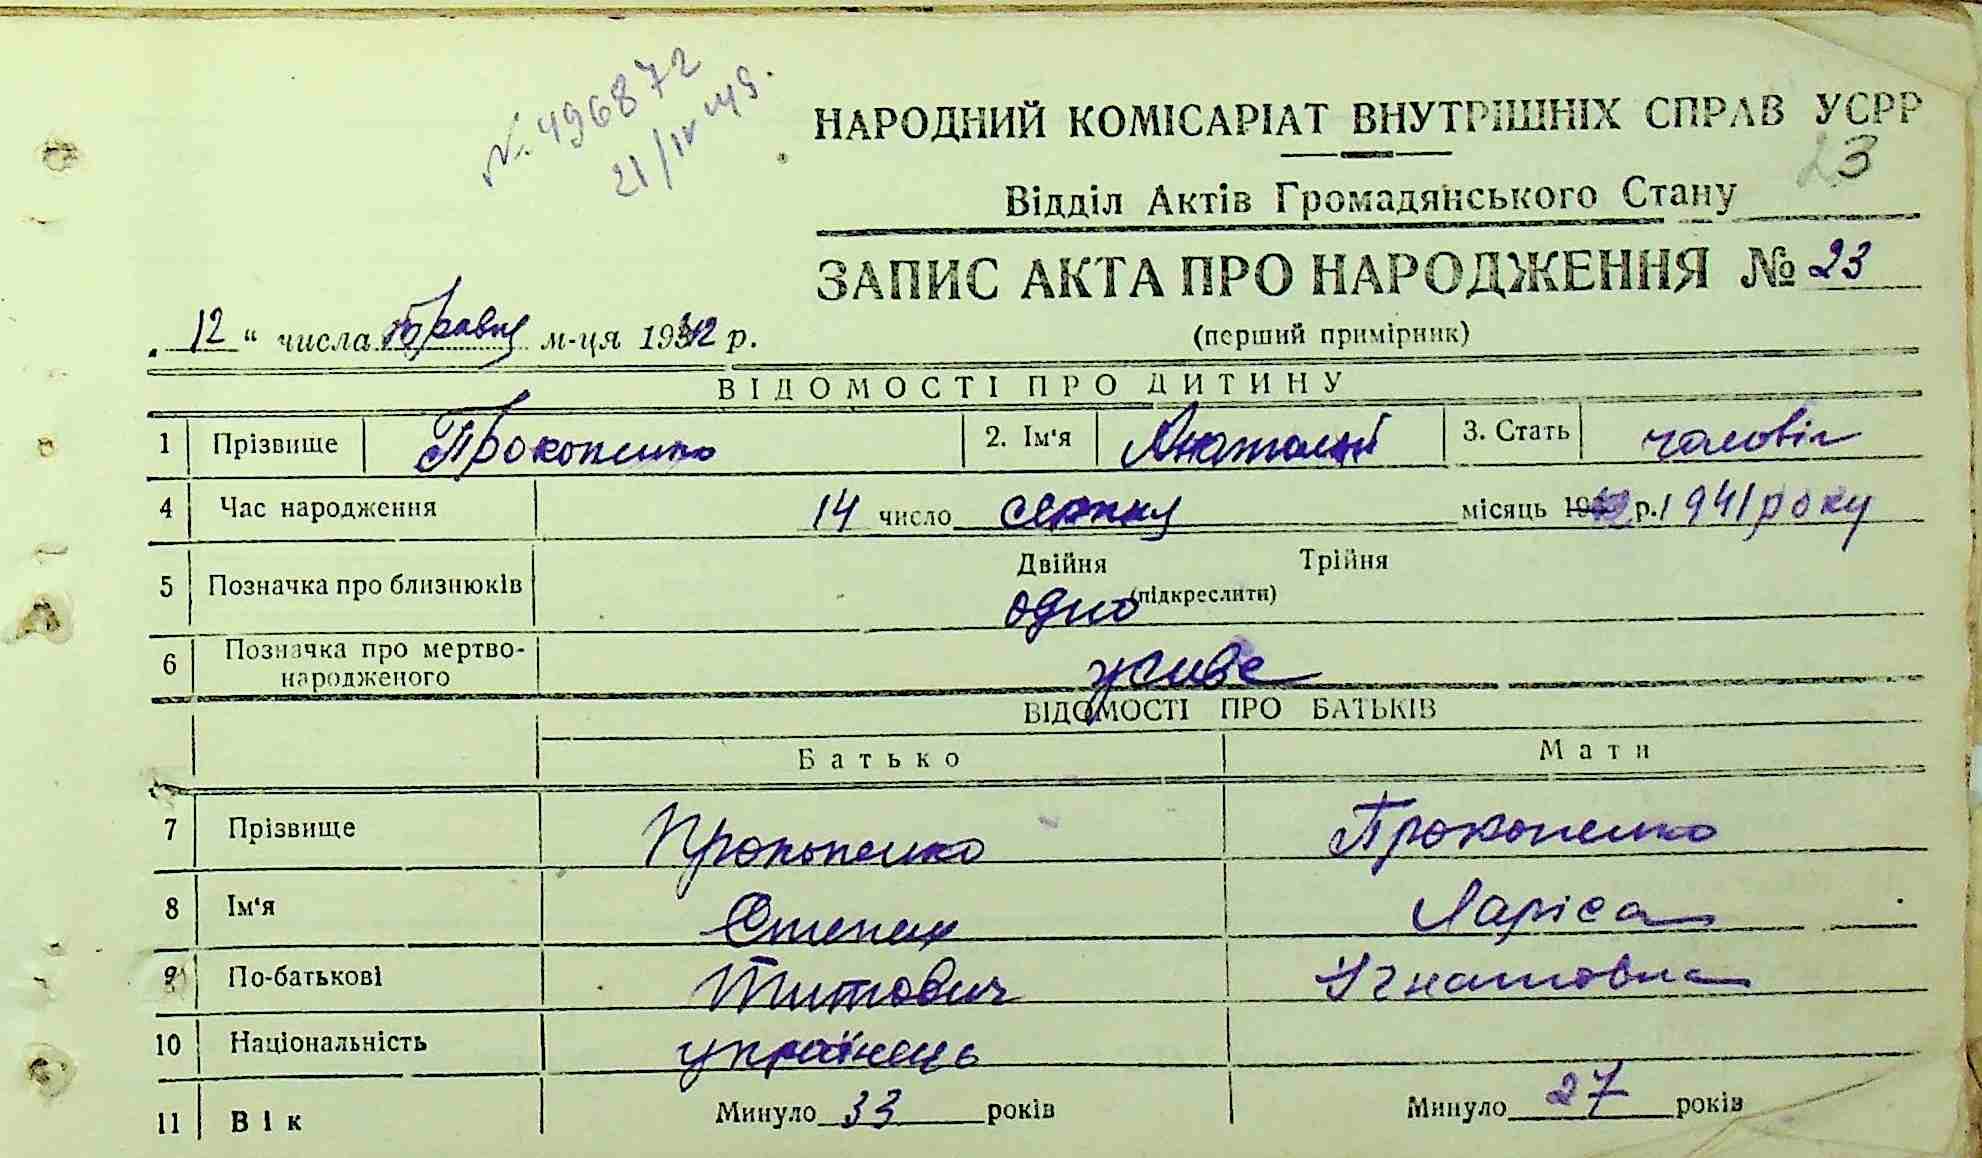 № 496872
21/IV 49.
НАРОДНИЙ КОМІСАРІАТ ВНУТРІШНІХ СПРАВ УСРР
23
Відділ Актів Громадянського Стану
ЗАПИС АКТА ПРО НАРОДЖЕННЯ № 23
(перший примірник)
„ 12 “ числа травня м-ця 1942 р.
ВІДОМОСТІ ПРО ДИТИНУ
1 Прізвище Прокопенко 2. Ім‘я Анатолій 3. Стать чоловіч
4 Час народження 14 число серпня місяць 19 р. 1941 року
5 Позначка про близнюків Двійня Трійня
(підкреслити)
одно
6 Позначка про мертво-
народженого живе
ВІДОМОСТІ ПРО БАТЬКІВ
Батько Мати
7 Прізвище Прокопенко Прокопенко
8 Ім‘я Степан Ларіса
9 По-батькові Титович Ігнатовна
10 Національність українець
11 Вік Минуло 33 років Минуло 27 років